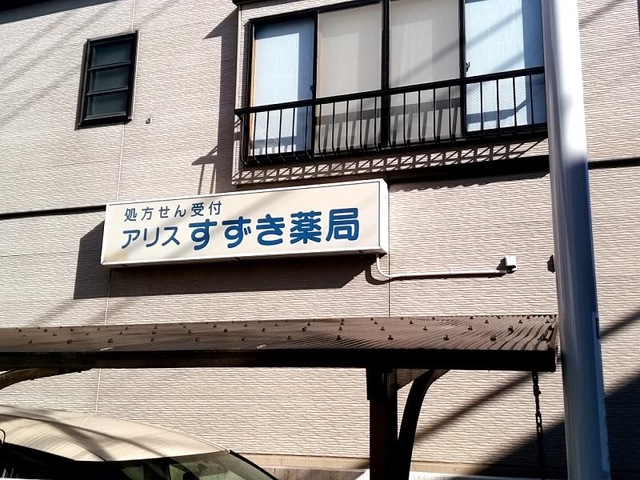 処方せん受付
アリス すずき薬局